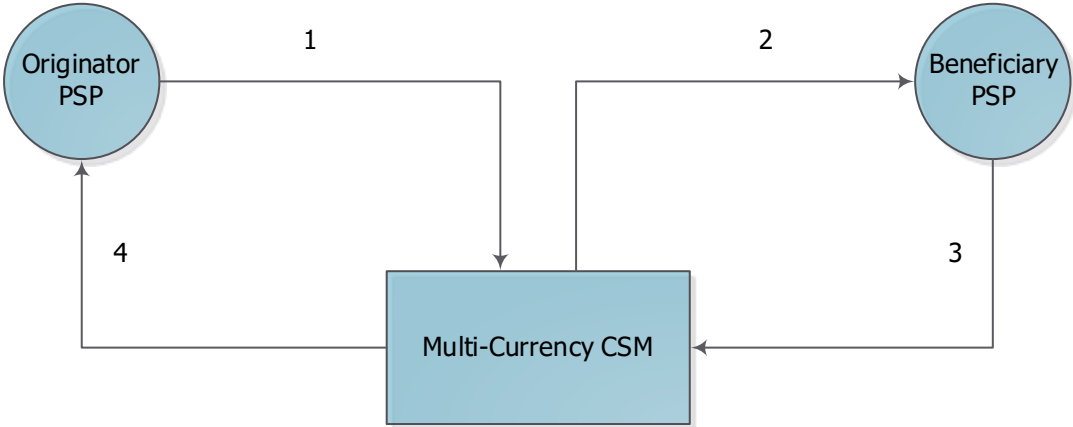 1
2
Originator
PSP
Beneficiary
PSP
4
3
Multi-Currency CSM